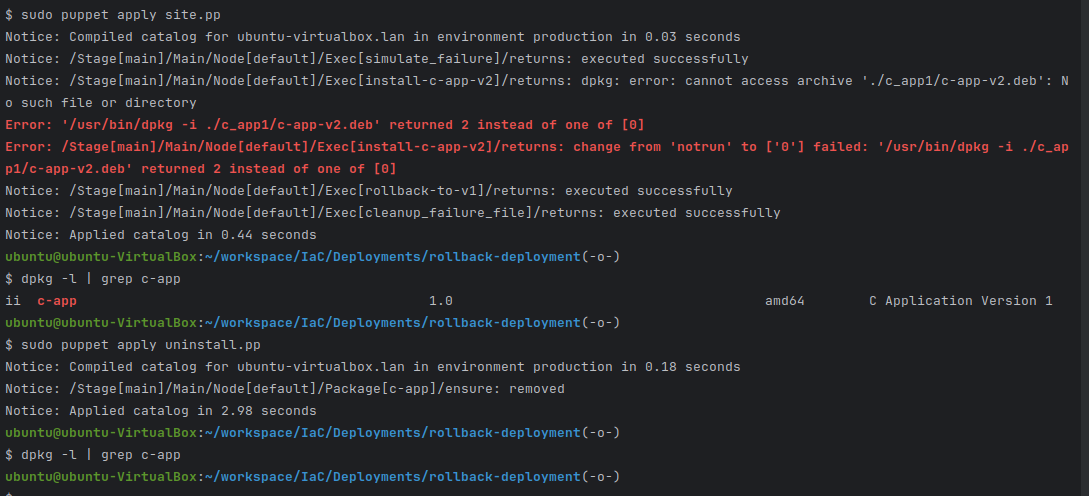 $ sudo puppet apply site.pp
Notice: Compiled catalog for ubuntu-virtualbox.lan in environment production in 0.03 seconds
Notice: /Stage[main]/Main/Node[default]/Exec[simulate_failure]/returns: executed successfully
Notice: /Stage[main]/Main/Node[default]/Exec[install-c-app-v2]/returns: dpkg: error: cannot access archive './c_app1/c-app-v2.deb': N
o such file or directory
Error: '/usr/bin/dpkg -i ./c_app1/c-app-v2.deb' returned 2 instead of one of [0]
Error: /Stage[main]/Main/Node[default]/Exec[install-c-app-v2]/returns: change from 'notrun' to ['0'] failed: '/usr/bin/dpkg -i ./c_ap
p1/c-app-v2.deb' returned 2 instead of one of [0]
Notice: /Stage[main]/Main/Node[default]/Exec[rollback-to-v1]/returns: executed successfully
Notice: /Stage[main]/Main/Node[default]/Exec[cleanup_failure_file]/returns: executed successfully
Notice: Applied catalog in 0.44 seconds
ubuntu@ubuntu-VirtualBox:~/workspace/IaC/Deployments/rollback-deployment(-o-)
$ dpkg -l | grep c-app
ii  c-app                                            1.0                                       amd64        C Application Version 1
ubuntu@ubuntu-VirtualBox:~/workspace/IaC/Deployments/rollback-deployment(-o-)
$ sudo puppet apply uninstall.pp
Notice: Compiled catalog for ubuntu-virtualbox.lan in environment production in 0.18 seconds
Notice: /Stage[main]/Main/Node[default]/Package[c-app]/ensure: removed
Notice: Applied catalog in 2.98 seconds
ubuntu@ubuntu-VirtualBox:~/workspace/IaC/Deployments/rollback-deployment(-o-)
$ dpkg -l | grep c-app
ubuntu@ubuntu-VirtualBox:~/workspace/IaC/Deployments/rollback-deployment(-o-)